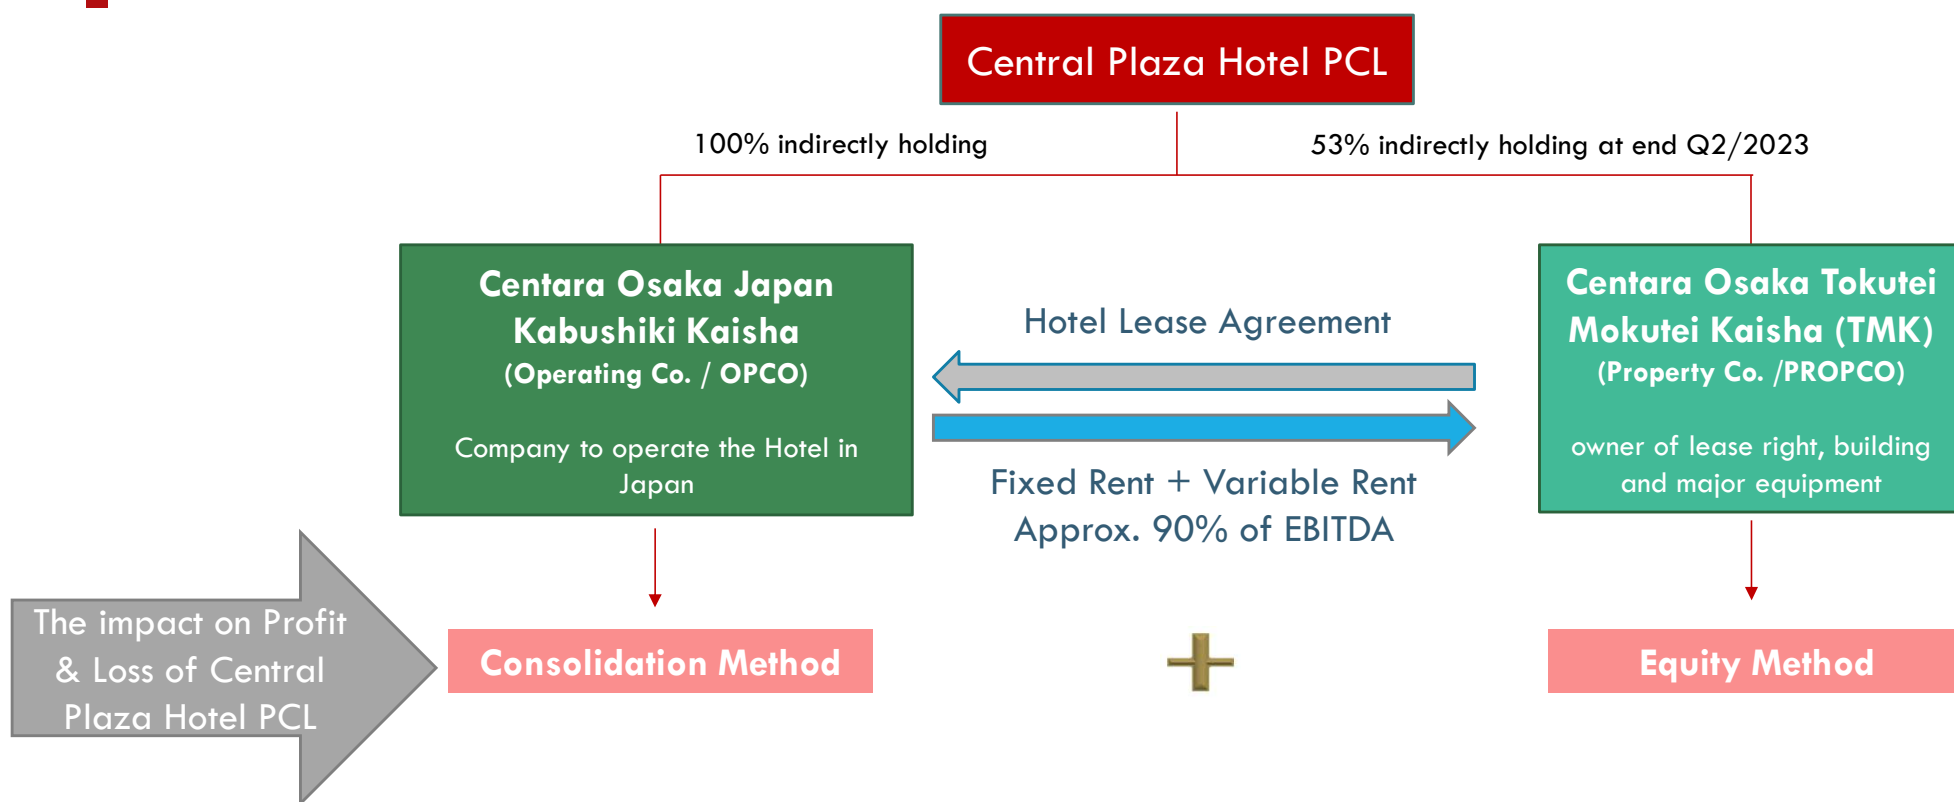 Central Plaza Hotel PCL
100% indirectly holding
53% indirectly holding at end Q2/2023
Centara Osaka Japan
Kabushiki Kaisha
(Operating Co. / OPCO)
Company to operate the Hotel in
Japan
Hotel Lease Agreement
Fixed Rent + Variable Rent
Approx. 90% of EBITDA
Centara Osaka Tokutei
Mokutei Kaisha (TMK)
(Property Co. /PROPCO)
owner of lease right, building
and major equipment
The impact on Profit
& Loss of Central
Plaza Hotel PCL
Consolidation Method
+
Equity Method